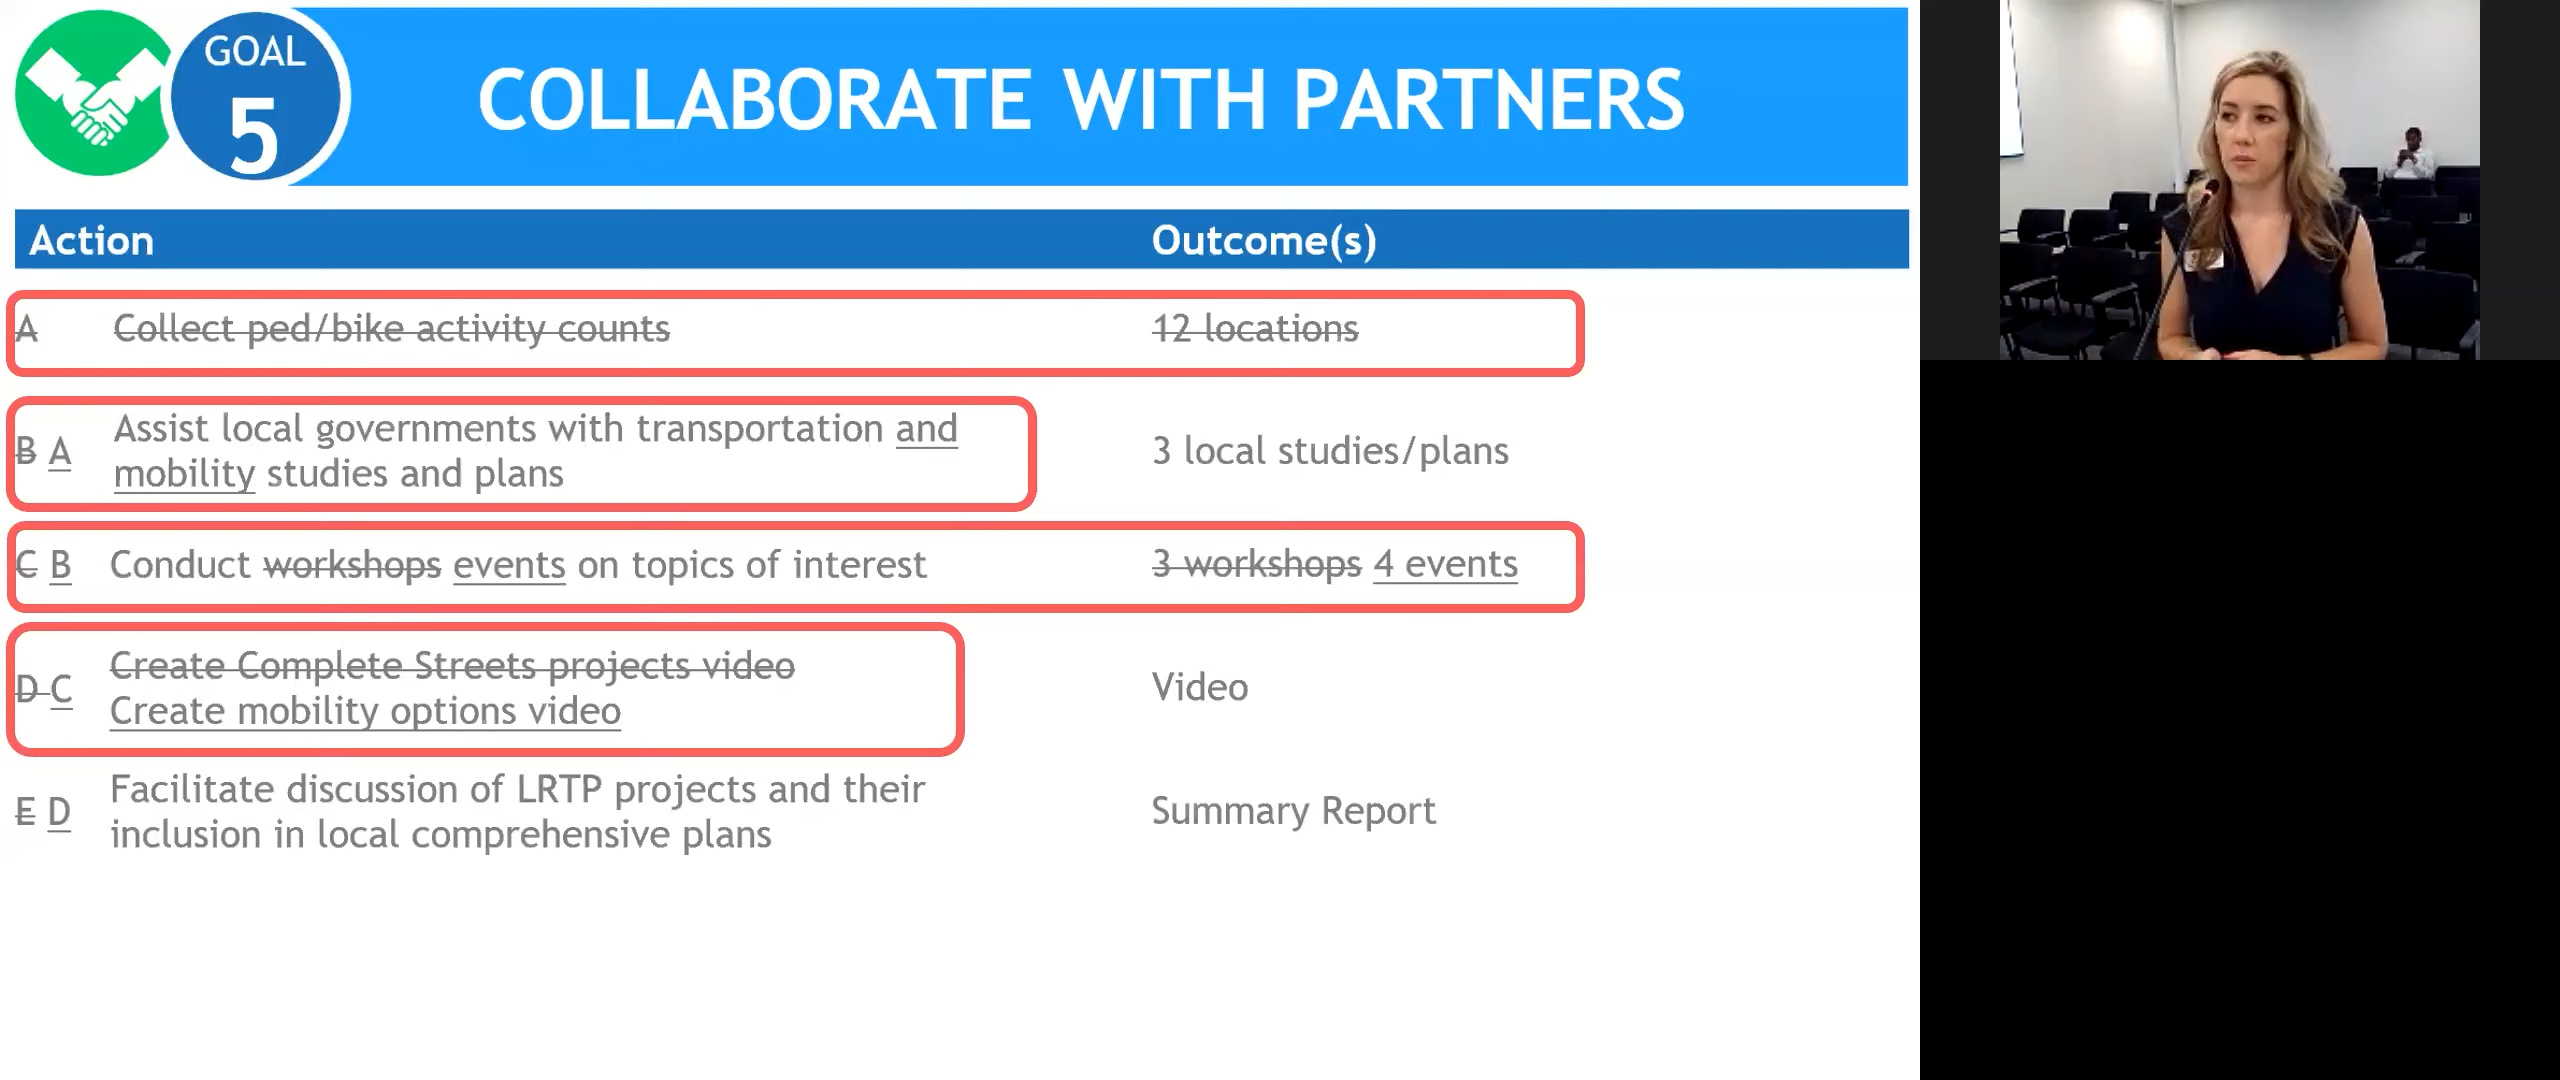 GOAL
5
COLLABORATE WITH PARTNERS
Action Outcome(s)
A Collect ped/bike activity counts 12 locations
B A Assist local governments with transportation and
mobility studies and plans 3 local studies/plans
C B Conduct workshops events on topics of interest 3 workshops 4 events
D C Create Complete Streets projects video
Create mobility options video Video
E D Facilitate discussion of LRTP projects and their
inclusion in local comprehensive plans Summary Report